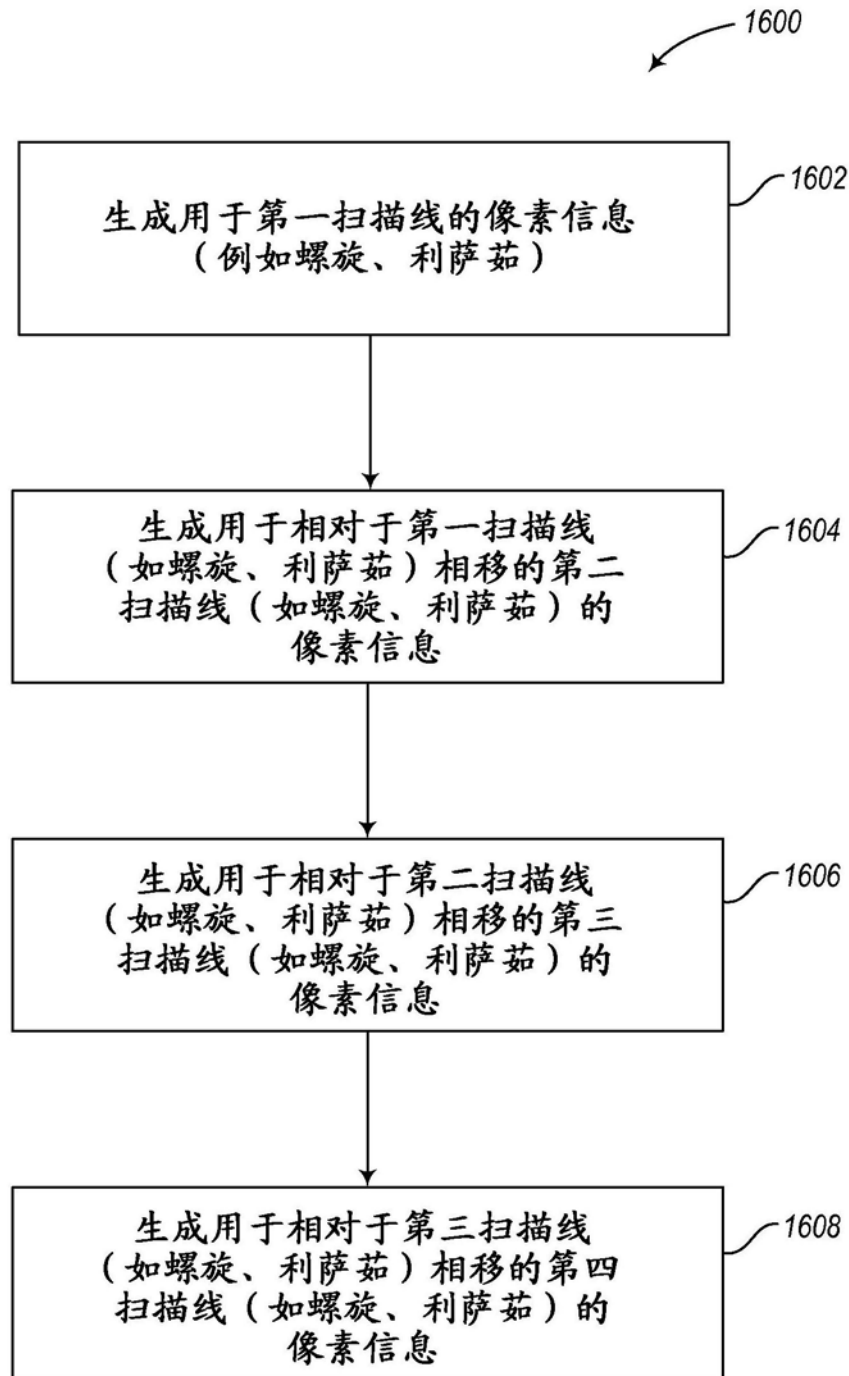 1600
生成用于第一扫描线的像素信息
(例如螺旋、利萨茹)
1602
生成用于相对于第一扫描线
(如螺旋、利萨茹)相移的第二
扫描线(如螺旋、利萨茹)的
像素信息
1604
生成用于相对于第二扫描线
(如螺旋、利萨茹)相移的第三
扫描线(如螺旋、利萨茹)的
像素信息
1606
生成用于相对于第三扫描线
(如螺旋、利萨茹)相移的第四
扫描线(如螺旋、利萨茹)的
像素信息
1608